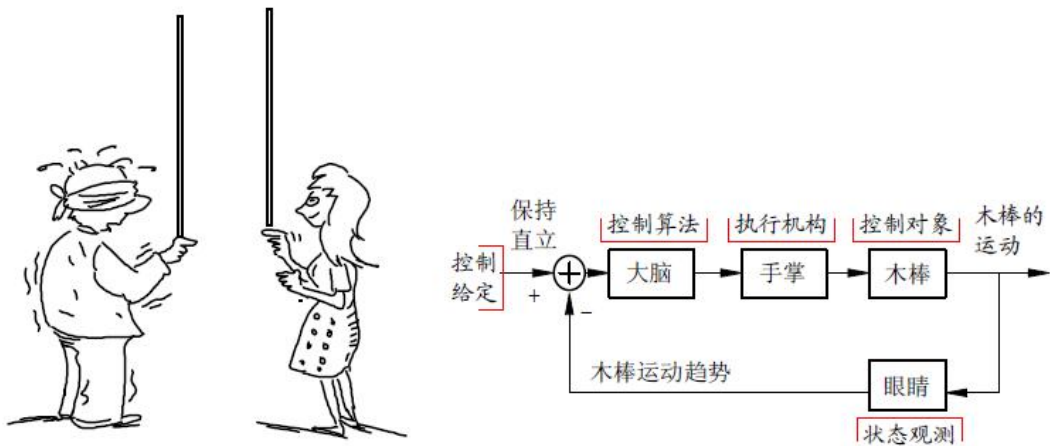 保持
直立
控制
给定
+
−
控制算法
大脑
执行机构
手掌
控制对象
木棒
木棒的
运动
木棒运动趋势
眼睛
状态观测